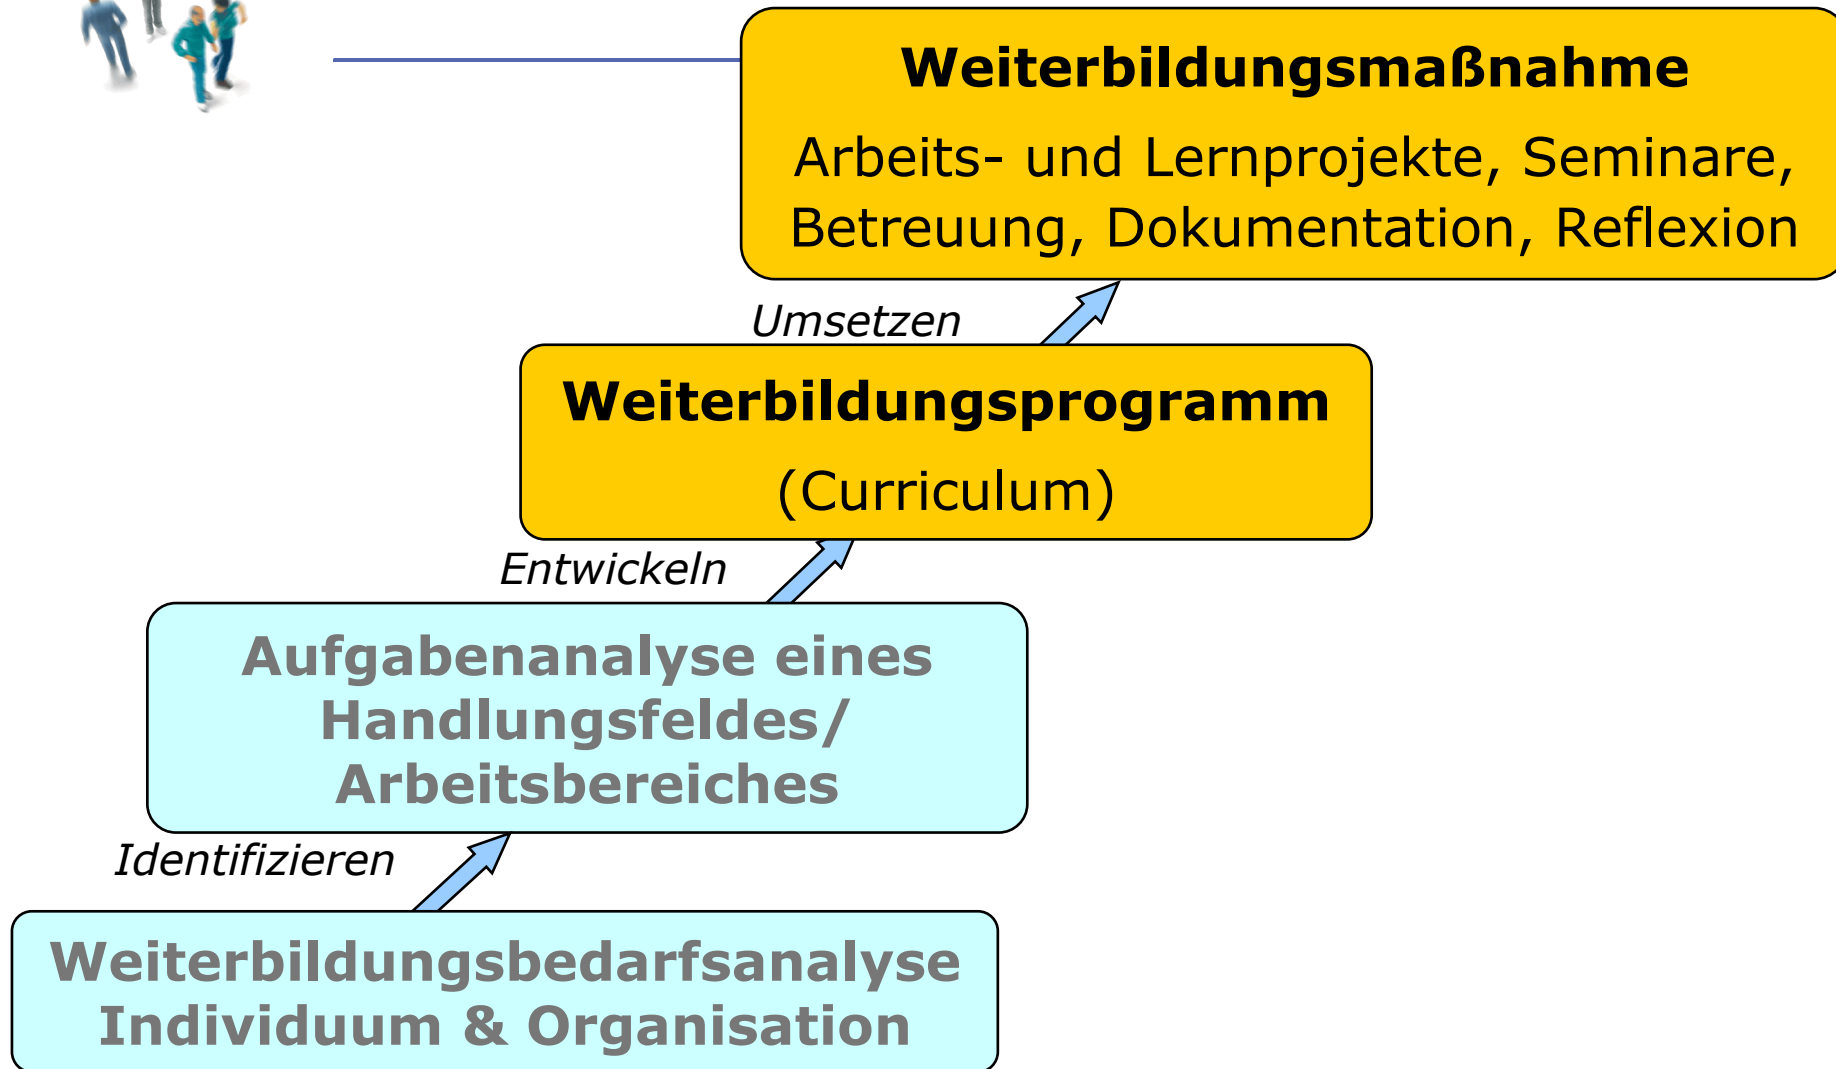 Weiterbildungsmaßnahme
Arbeits- und Lernprojekte, Seminare,
Betreuung, Dokumentation, Reflexion
Umsetzen
Weiterbildungsprogramm
(Curriculum)
Entwickeln
Aufgabenanalyse eines
Handlungsfeldes/
Arbeitsbereiches
Identifizieren
Weiterbildungsbedarfsanalyse
Individuum & Organisation